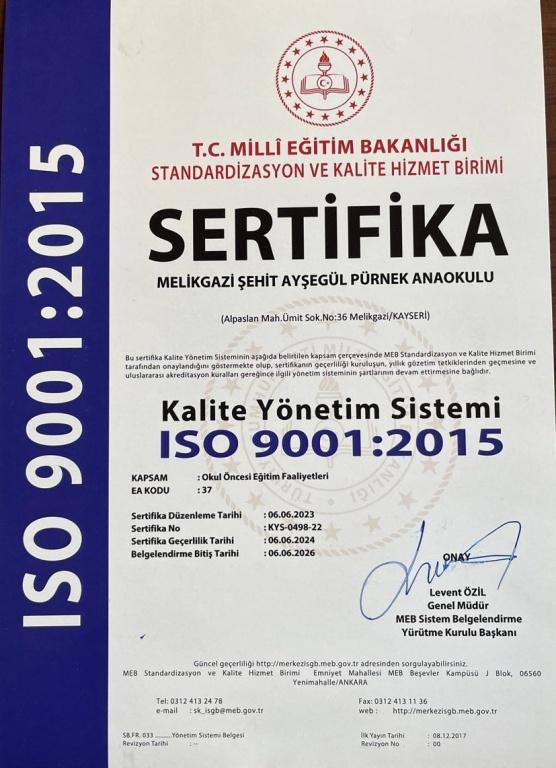 ISO 9001:2015
T.C. MİLLÎ EĞİTİM BAKANLIĞI
STANDARDİZASYON VE KALİTE HİZMET BİRİMİ
SERTİFİKA
MELİKGAZİ ŞEHİT AYŞEGÜL PÜRNEK ANAOKULU
(Alpaslan Mah.Ümit Sok.No:36 Melikgazi/KAYSERİ)
Bu sertifika Kalite Yönetim Sisteminin aşağıda belirtilen kapsam çerçevesinde MEB Standardizasyon ve Kalite Hizmet Birimi
tarafından onaylandığını göstermekte olup, sertifikanın geçerliliği kuruluşun, yıllık gözetim tetkiklerinden geçmesine ve
uluslararası akreditasyon kuralları gereğince ilgili yönetim sisteminin şartlarının devam ettirmesine bağlıdır.
Kalite Yönetim Sistemi
ISO 9001:2015
KAPSAM : Okul Öncesi Eğitim Faaliyetleri
EA KODU : 37
Sertifika Düzenleme Tarihi : 06.06.2023
Sertifika No : KYS-0498-22
Sertifika Geçerlilik Tarihi : 06.06.2024
Belgelendirme Bitiş Tarihi : 06.06.2026
ONAY
Levent ÖZİL
Genel Müdür
MEB Sistem Belgelendirme
Yürütme Kurulu Başkanı
Güncel geçerliliği http://merkezisgb.meb.gov.tr adresinden sorgulayabilirsiniz.
MEB Standardizasyon ve Kalite Hizmet Birimi Emniyet Mahallesi MEB Beşevler Kampüsü J Blok, 06560
Yenimahalle/ANKARA
Tel: 0312 413 24 78 Fax: 0312 413 11 36
e-mail : sk_isgb@meb.gov.tr web : http://merkezisgb.meb.gov.tr
SB.FR. 033 ........Yönetim Sistemi Belgesi İlk Yayın Tarihi : 08.12.2017
Revizyon Tarihi : -- Revizyon No : 00